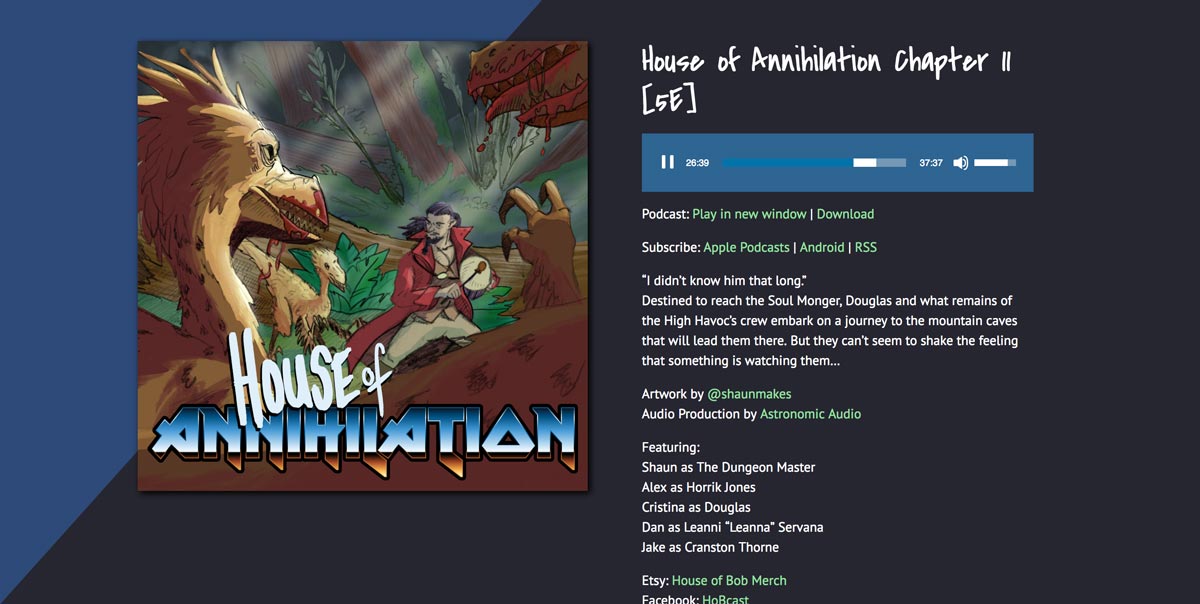 House of
ANNIHILATION
House of Annihilation Chapter 11
[5E]
26:39
37:37
Podcast: Play in new window | Download
Subscribe: Apple Podcasts | Android | RSS
“I didn’t know him that long.”
Destined to reach the Soul Monger, Douglas and what remains of
the High Havoc’s crew embark on a journey to the mountain caves
that will lead them there. But they can’t seem to shake the feeling
that something is watching them...
Artwork by @shaunmakes
Audio Production by Astronomic Audio
Featuring:
Shaun as The Dungeon Master
Alex as Horrik Jones
Cristina as Douglas
Dan as Leanni “Leanna” Servana
Jake as Cranston Thorne
Etsy: House of Bob Merch
Facebook: HoBcast